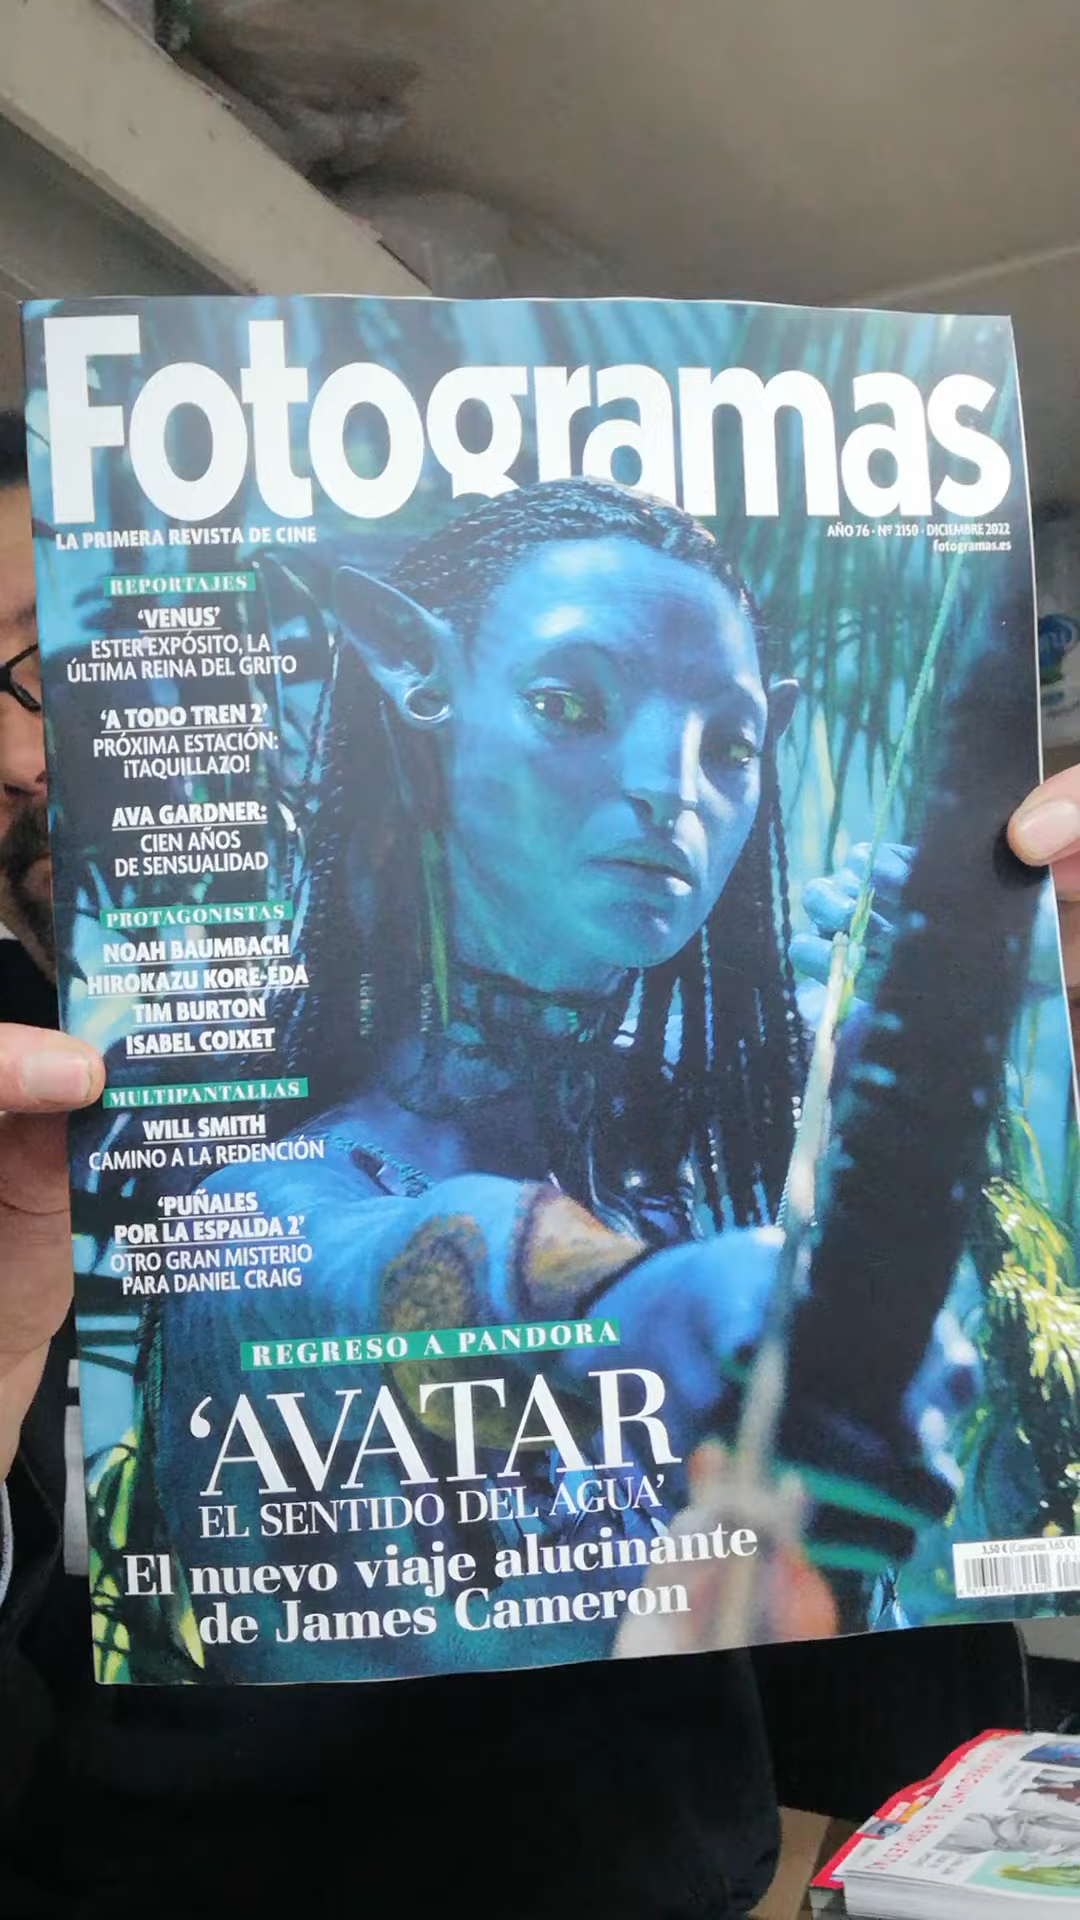 Fotogramas
LA PRIMERA REVISTA DE CINE
AÑO 76 · Nº 2150 · DICIEMBRE 2022
fotogramas.es
REPORTAJES
‘VENUS’
ESTER EXPÓSITO, LA
ÚLTIMA REINA DEL GRITO
‘A TODO TREN 2’
PRÓXIMA ESTACIÓN:
¡TAQUILLAZO!
AVA GARDNER:
CIEN AÑOS
DE SENSUALIDAD
PROTAGONISTAS
NOAH BAUMBACH
HIROKAZU KORE-EDA
TIM BURTON
ISABEL COIXET
MULTIPANTALLAS
WILL SMITH
CAMINO A LA REDENCIÓN
‘PUÑALES
POR LA ESPALDA 2’
OTRO GRAN MISTERIO
PARA DANIEL CRAIG
REGRESO A PANDORA
‘AVATAR
EL SENTIDO DEL AGUA’
El nuevo viaje alucinante
de James Cameron
3,50 € (Canarias 3,65 €)